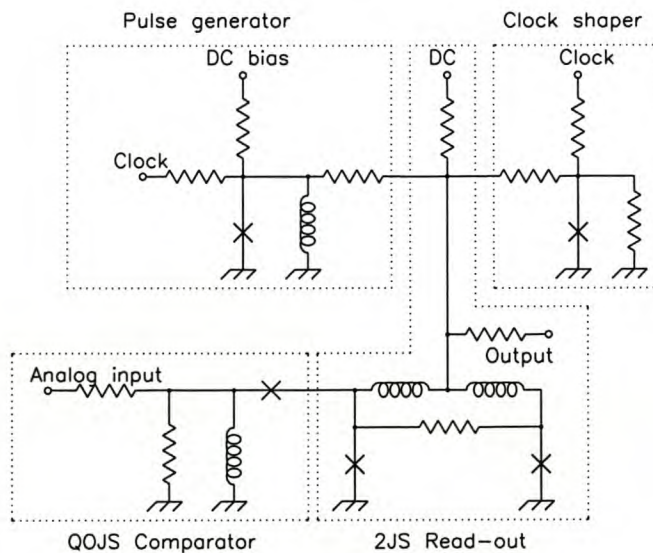 Pulse generator
Clock shaper
DC bias
DC
Clock
Clock
Output
Analog input
QOJS Comparator
2JS Read-out